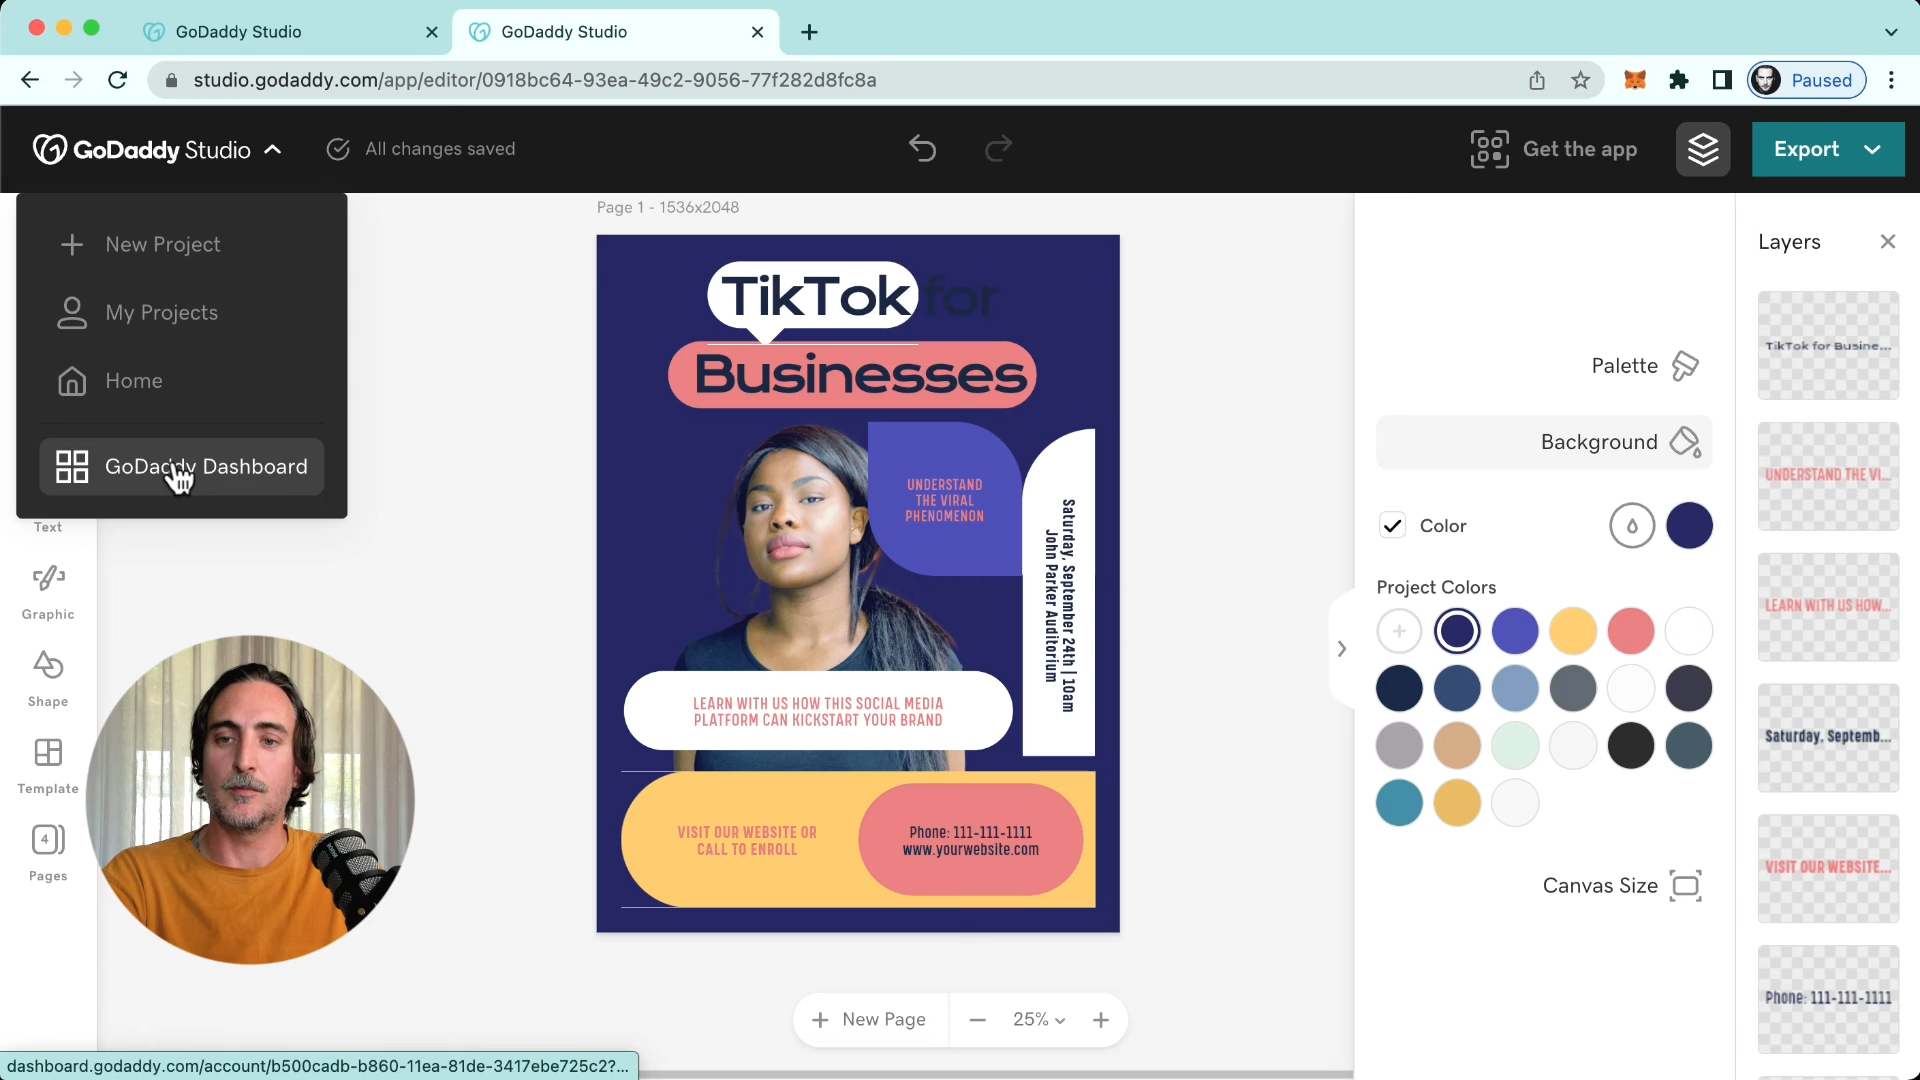 GoDaddy Studio
GoDaddy Studio
studio.godaddy.com/app/editor/0918bc64-93ea-49c2-9056-77f282d8fc8a
Paused
GoDaddy Studio
All changes saved
Get the app
Export
New Project
My Projects
Home
GoDaddy Dashboard
Text
Graphic
Shape
Template
4
Pages
Page 1 - 1536x2048
TikTok for
Businesses
UNDERSTAND
THE VIRAL
PHENOMENON
Saturday, September 24th | 10am
John Parker Auditorium
LEARN WITH US HOW THIS SOCIAL MEDIA
PLATFORM CAN KICKSTART YOUR BRAND
VISIT OUR WEBSITE OR
CALL TO ENROLL
Phone: 111-111-1111
www.yourwebsite.com
New Page
25%
Palette
Background
Color
Project Colors
Canvas Size
Layers
TikTok for Busine...
UNDERSTAND THE VI...
LEARN WITH US HOW...
Saturday, Septemb...
VISIT OUR WEBSITE...
Phone: 111-111-1111
dashboard.godaddy.com/account/b500cadb-b860-11ea-81de-3417ebe725c2?...